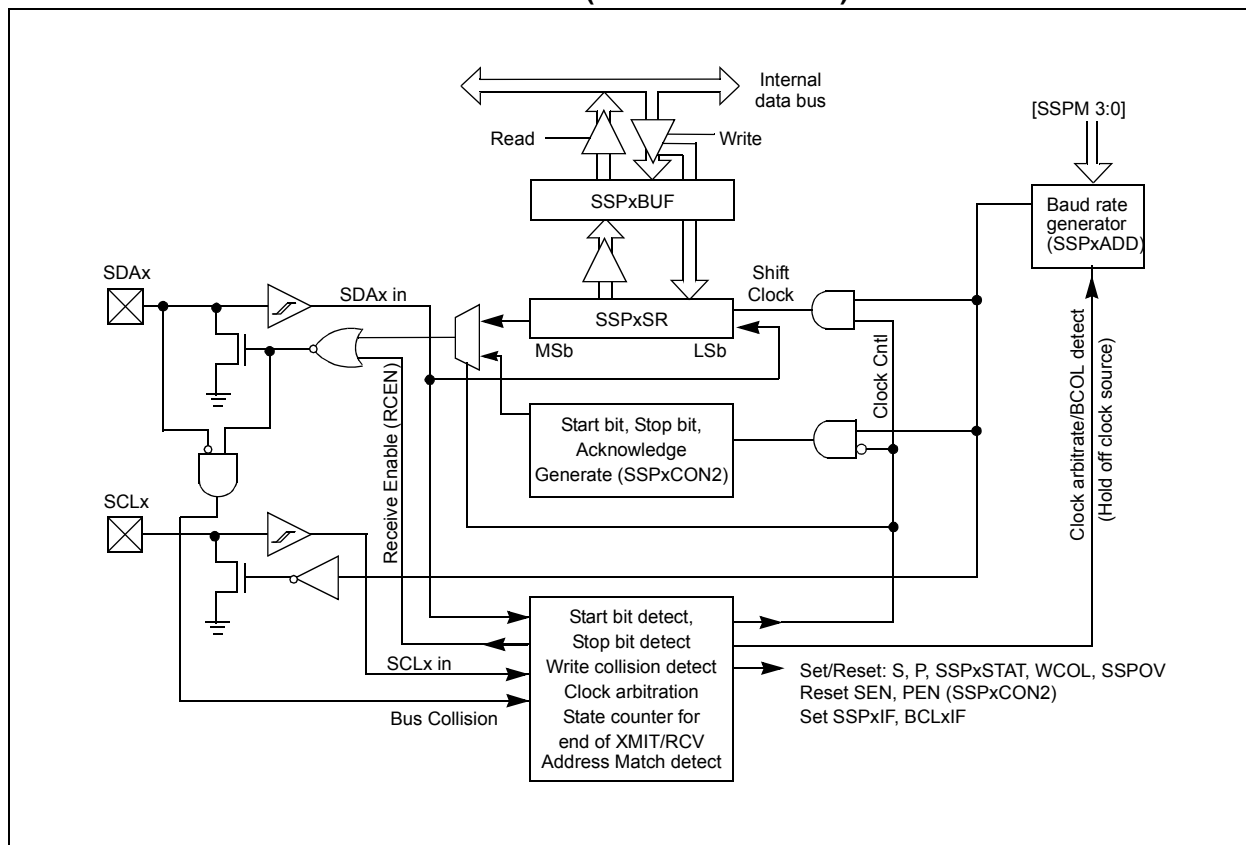 Internal
data bus
[SSPM 3:0]
Read
Write
SSPxBUF
Baud rate
generator
(SSPxADD)
SDAx
SDAx in
Shift
Clock
SSPxSR
MSb
LSb
Clock Cntl
Clock arbitrate/BCOL detect
(Hold off clock source)
Receive Enable (RCEN)
Start bit, Stop bit,
Acknowledge
Generate (SSPxCON2)
SCLx
SCLx in
Bus Collision
Start bit detect,
Stop bit detect
Write collision detect
Clock arbitration
State counter for
end of XMIT/RCV
Address Match detect
Set/Reset: S, P, SSPxSTAT, WCOL, SSPOV
Reset SEN, PEN (SSPxCON2)
Set SSPxIF, BCLxIF